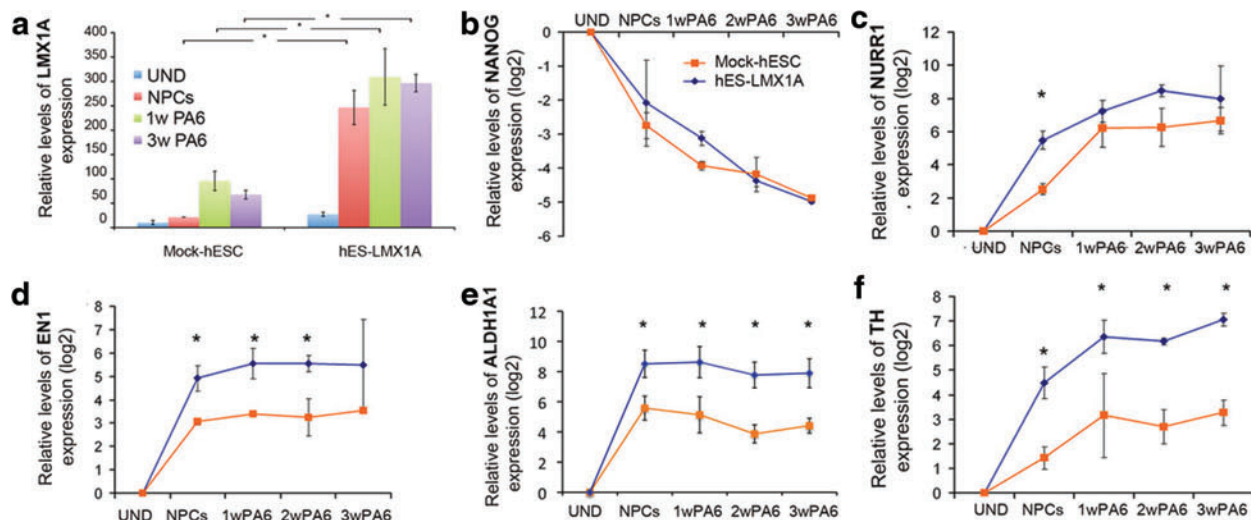 a
Relative levels of LMX1A
expression
400
350
300
250
200
150
100
50
0
UND
NPCs
1w PA6
3w PA6
*
*
*
Mock-hESC
hES-LMX1A
b
Relative levels of NANOG
expression (log2)
UND NPCs 1wPA6 2wPA6 3wPA6
0
-1
-2
-3
-4
-5
-6
Mock-hESC
hES-LMX1A
c
Relative levels of NURR1
expression (log2)
12
10
8
6
4
2
0
*
UND NPCs 1wPA6 2wPA6 3wPA6
d
Relative levels of EN1
expression (log2)
8
7
6
5
4
3
2
1
0
* * *
UND NPCs 1wPA6 2wPA6 3wPA6
e
Relative levels of ALDH1A1
expression (log2)
14
12
10
8
6
4
2
0
* * * *
UND NPCs 1wPA6 2wPA6 3wPA6
f
Relative levels of TH
expression (log2)
8
7
6
5
4
3
2
1
0
* * * *
UND NPCs 1wPA6 2wPA6 3wPA6